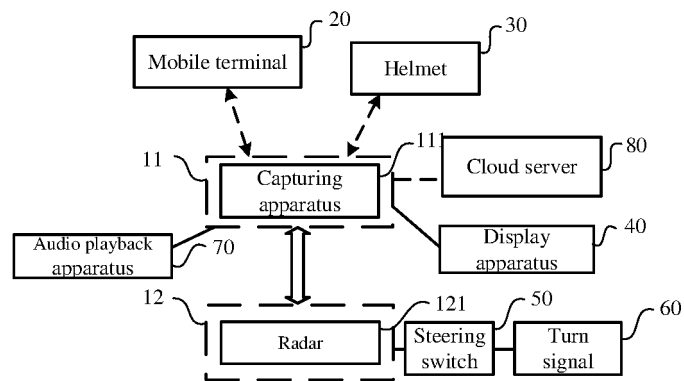 20
30
Mobile terminal
Helmet
11
111
80
Capturing
apparatus
Cloud server
Audio playback
apparatus
70
Display
apparatus
40
12
121
50
60
Radar
Steering
switch
Turn
signal